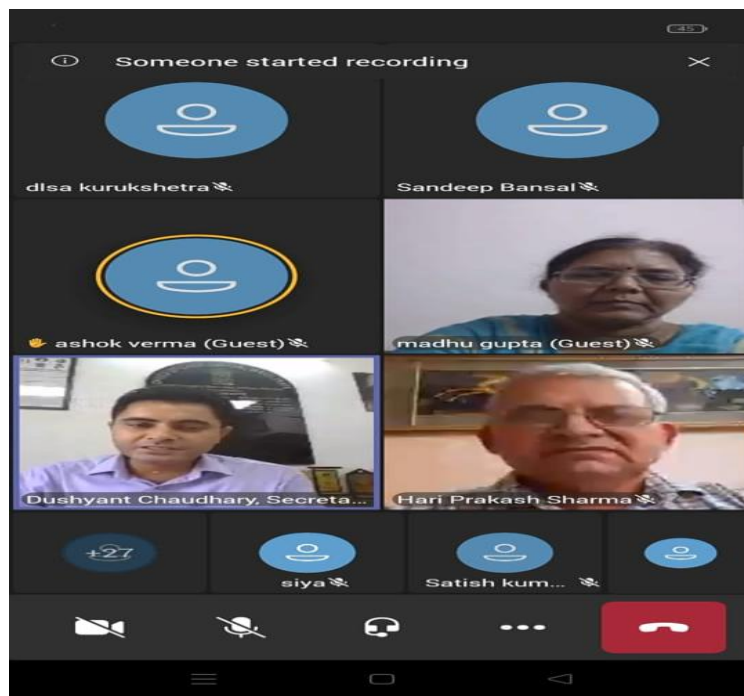 45
Someone started recording
dlsa kurukshetra
Sandeep Bansal
ashok verma (Guest)
madhu gupta (Guest)
Dushyant Chaudhary, Secreta...
Hari Prakash Sharma
+27
siya
Satish kum...